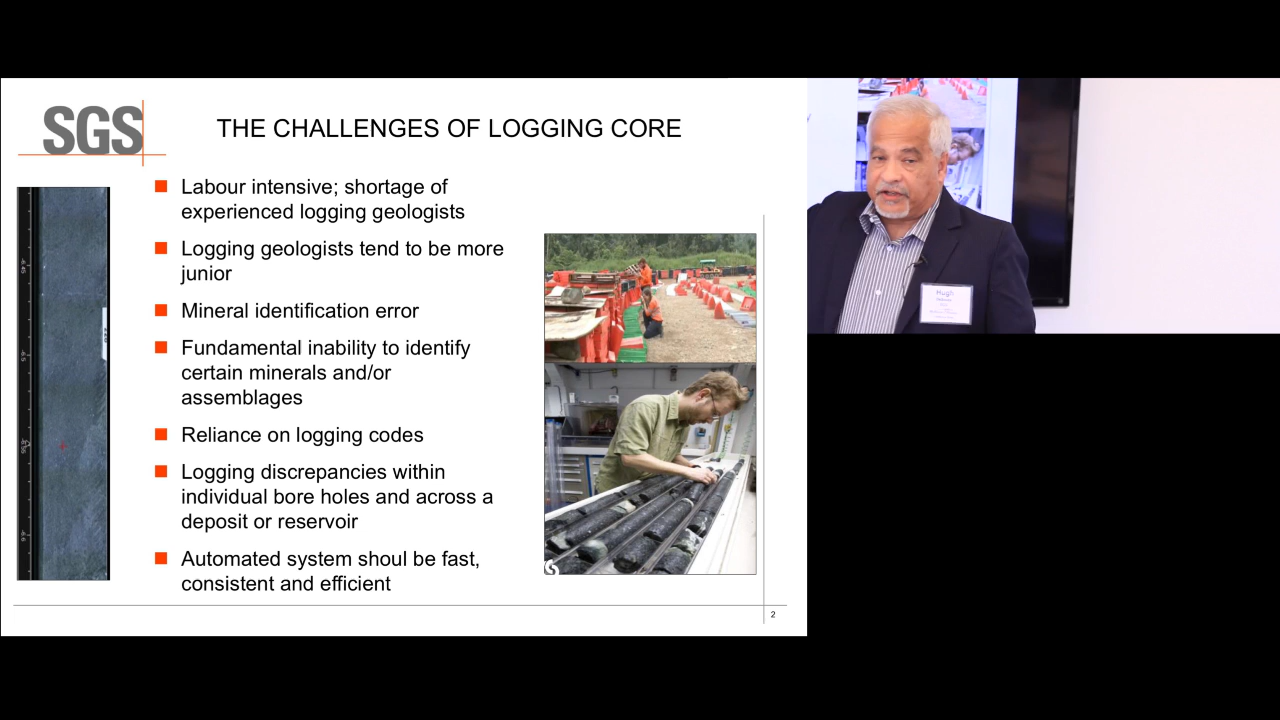 SGS
THE CHALLENGES OF LOGGING CORE
Labour intensive; shortage of
experienced logging geologists
Logging geologists tend to be more
junior
Mineral identification error
Fundamental inability to identify
certain minerals and/or
assemblages
Reliance on logging codes
Logging discrepancies within
individual bore holes and across a
deposit or reservoir
Automated system shoul be fast,
consistent and efficient
2
Hugh